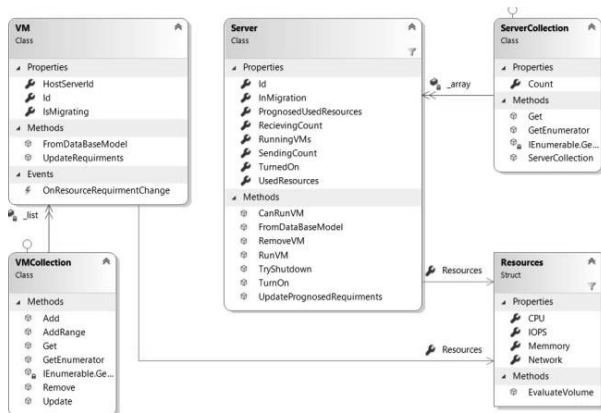 VM
Class
Properties
HostServerId
Id
IsMigrating
Methods
FromDataBaseModel
UpdateRequirments
Events
OnResourceRequirmentChange
_list
VMCollection
Class
Methods
Add
AddRange
Get
GetEnumerator
IEnumerable.Ge...
Remove
Update
Server
Class
Properties
Id
InMigration
PrognosedUsedResources
RecievingCount
RunningVMs
SendingCount
TurnedOn
UsedResources
Methods
CanRunVM
FromDataBaseModel
RemoveVM
RunVM
TryShutdown
TurnOn
UpdatePrognosedRequirments
_array
Resources
Resources
ServerCollection
Class
Properties
Count
Methods
Get
GetEnumerator
IEnumerable.Ge...
ServerCollection
Resources
Struct
Properties
CPU
IOPS
Memmory
Network
Methods
EvaluateVolume